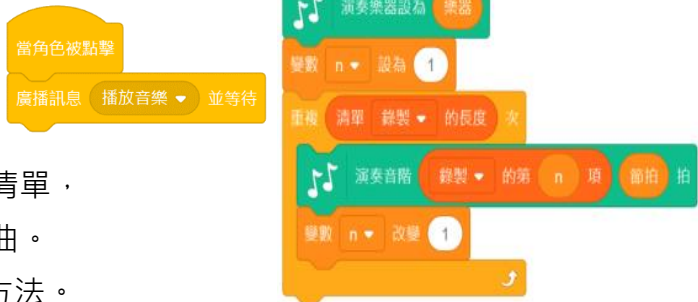 當角色被點擊
廣播訊息 播放音樂 ▼ 並等待
清單，
曲。
方法。
演奏樂器設為 樂器
變數 n ▼ 設為 1
重複 清單 錄製 ▼ 的長度 次
演奏音階 錄製 ▼ 的第 n 項 節拍 拍
變數 n ▼ 改變 1